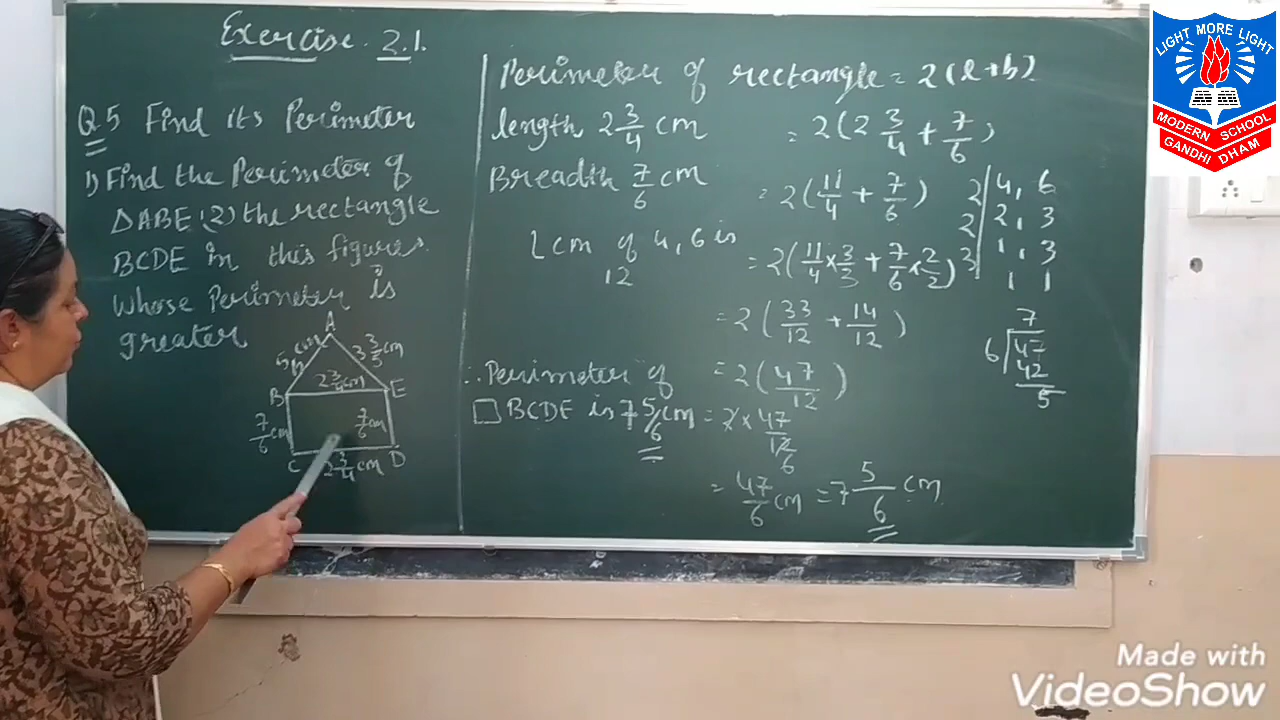 Exercise 2.1.
Q.5 Find its Perimeter
1) Find the Perimeter of
△ABE (2) the rectangle
BCDE in this figures.
Whose Perimeter is
greater
A
3 3/5 cm
2 3/4 cm
B
E
7/6 cm
7/6 cm
C
D
2 3/4 cm
Perimeter of rectangle = 2(l+b)
length 2 3/4 cm
= 2(2 3/4 + 7/6)
Breadth 7/6 cm
= 2(11/4 + 7/6)
Lcm of 4, 6 is
12
= 2(11/4 × 3/3 + 7/6 × 2/2)
= 2(33/12 + 14/12)
= 2(47/12)
∴ Perimeter of
□ BCDE is 7 5/6 cm
= 2 × 47/12
6
= 47/6 cm = 7 5/6 cm
2 | 4, 6
2 | 2, 3
3 | 1, 3
1 1
7
6 47
42
5
LIGHT MORE LIGHT
MODERN SCHOOL
GANDHI DHAM
Made with
VideoShow